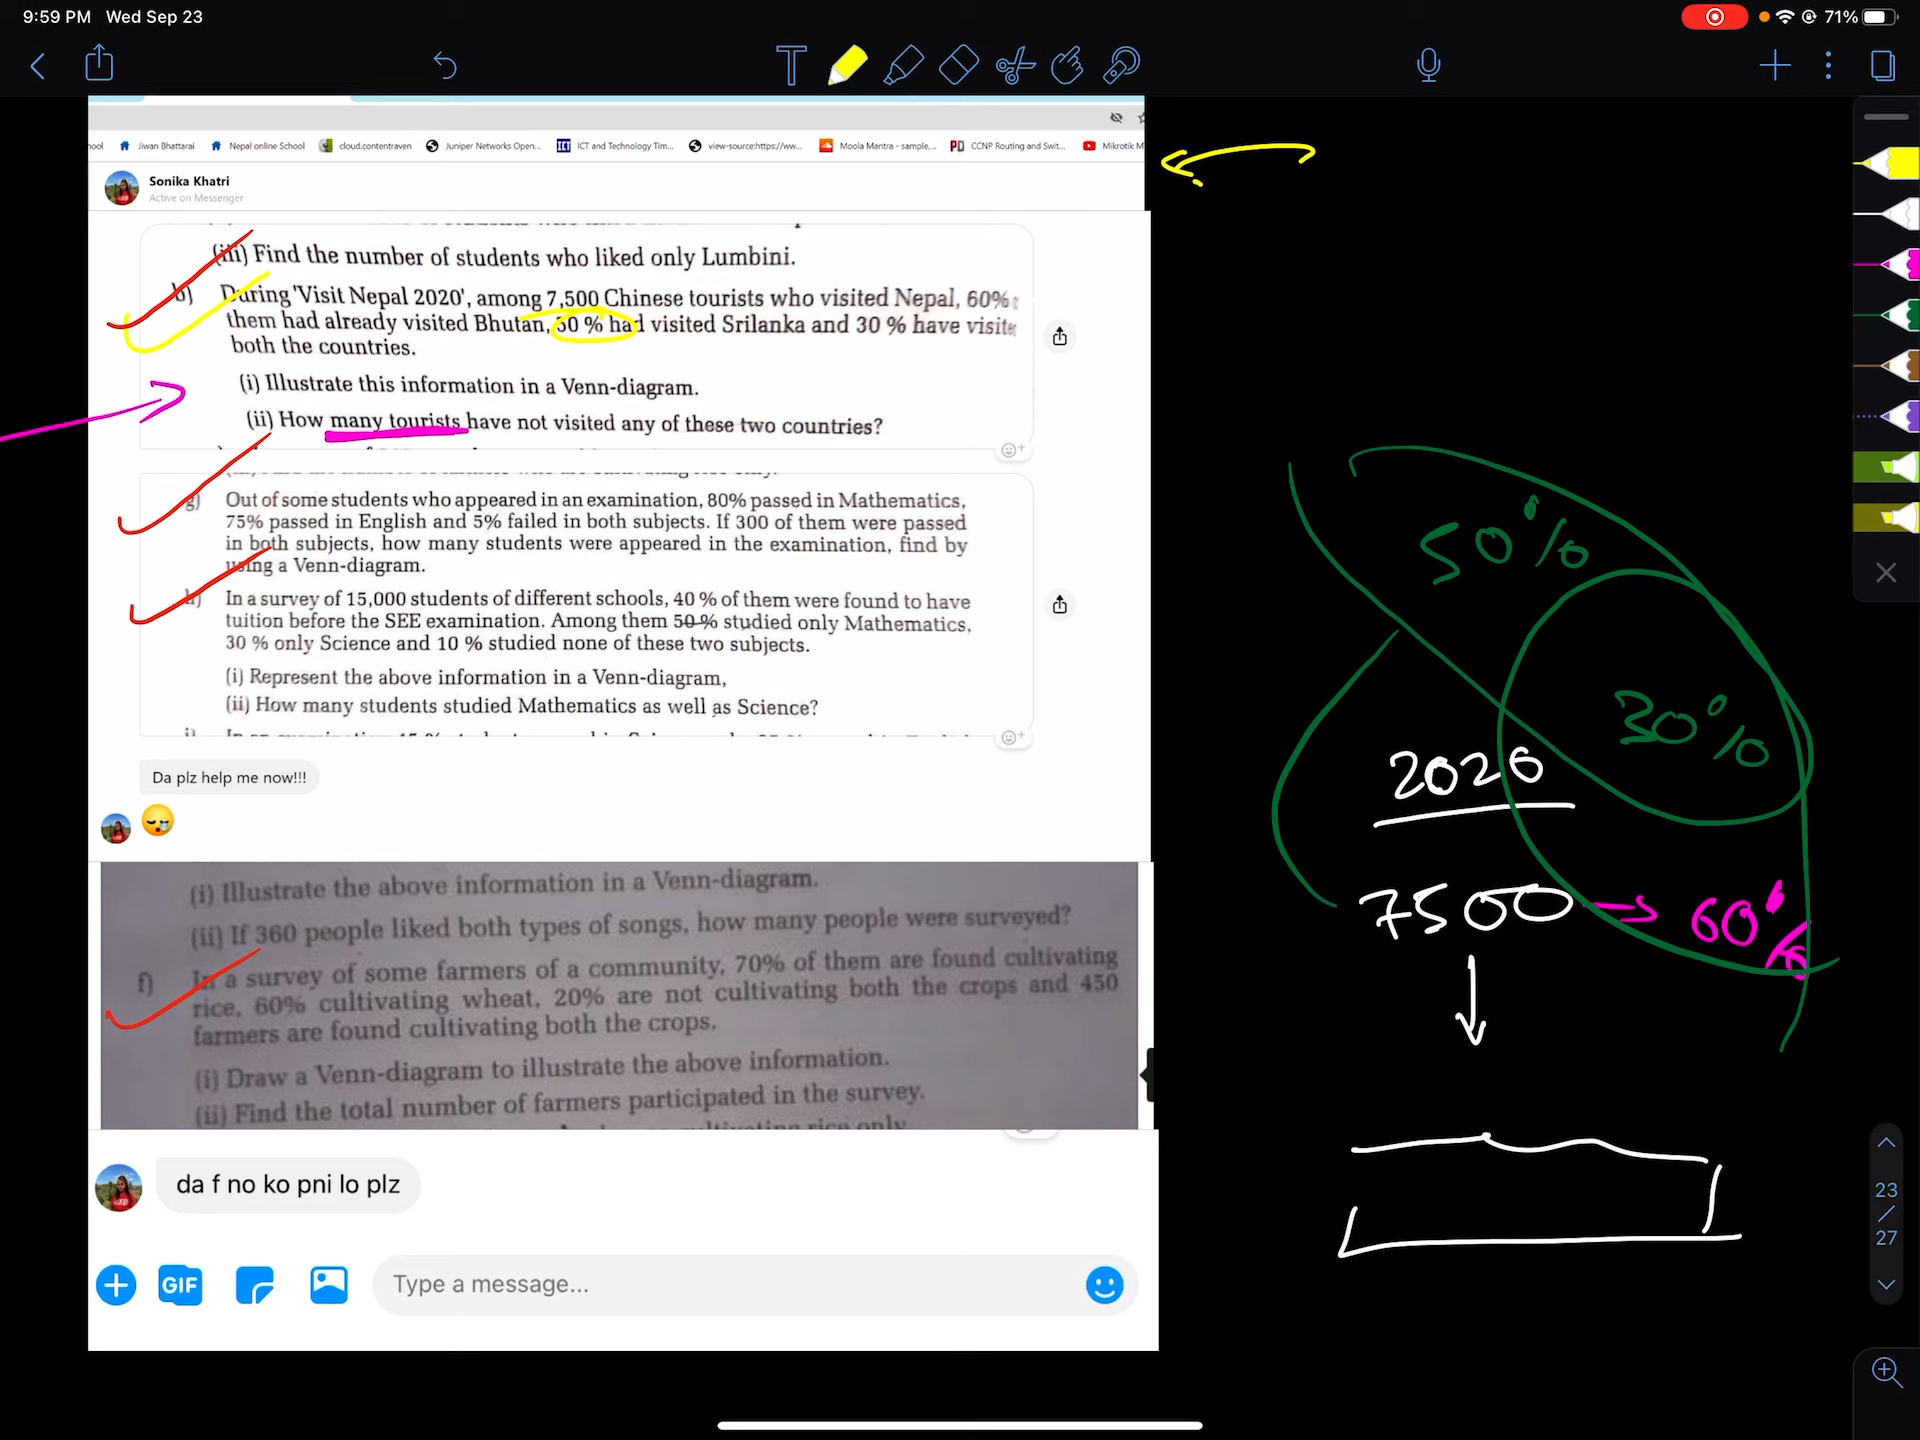 9:59 PM Wed Sep 23
71%
Jiwan Bhattarai
Nepal online School
cloud.contentraven
Juniper Networks Open...
ICT and Technology Tim...
view-source:https://ww...
Moola Mantra - sample,...
CCNP Routing and Swit...
Mikrotik M
Sonika Khatri
Active on Messenger
(iii) Find the number of students who liked only Lumbini.
b) During 'Visit Nepal 2020', among 7,500 Chinese tourists who visited Nepal, 60%
them had already visited Bhutan, 50 % had visited Srilanka and 30 % have visite
both the countries.
(i) Illustrate this information in a Venn-diagram.
(ii) How many tourists have not visited any of these two countries?
g) Out of some students who appeared in an examination, 80% passed in Mathematics,
75% passed in English and 5% failed in both subjects. If 300 of them were passed
in both subjects, how many students were appeared in the examination, find by
using a Venn-diagram.
h) In a survey of 15,000 students of different schools, 40 % of them were found to have
tuition before the SEE examination. Among them 50 % studied only Mathematics,
30 % only Science and 10 % studied none of these two subjects.
(i) Represent the above information in a Venn-diagram,
(ii) How many students studied Mathematics as well as Science?
Da plz help me now!!!
(i) Illustrate the above information in a Venn-diagram.
(ii) If 360 people liked both types of songs, how many people were surveyed?
f) In a survey of some farmers of a community, 70% of them are found cultivating
rice, 60% cultivating wheat, 20% are not cultivating both the crops and 450
farmers are found cultivating both the crops.
(i) Draw a Venn-diagram to illustrate the above information.
(ii) Find the total number of farmers participated in the survey.
da f no ko pni lo plz
GIF
Type a message...
50%
30%
2020
7500 → 60%
23
/
27